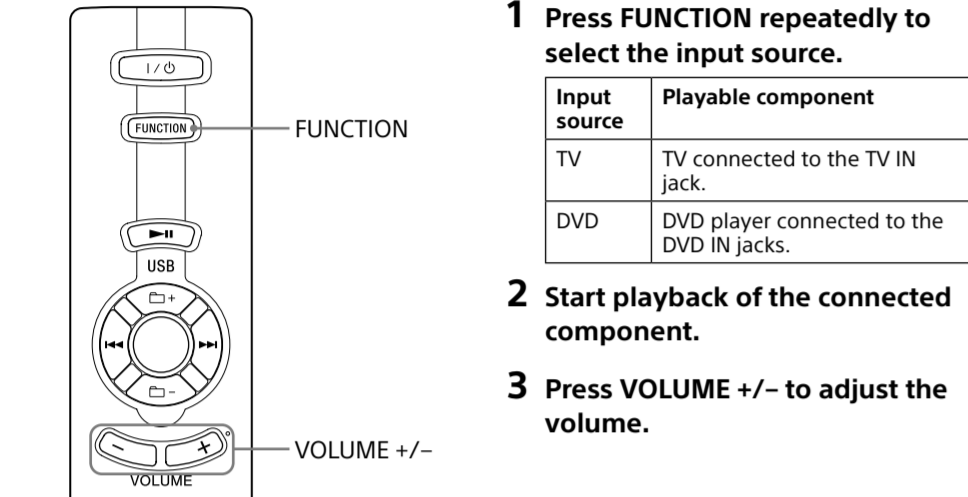 I / ⏻
FUNCTION
FUNCTION
►II
USB
🗀 +
I◄◄
►►I
🗀 –
–
+
VOLUME
VOLUME +/–
1 Press FUNCTION repeatedly to
select the input source.
Input
source
Playable component
TV
TV connected to the TV IN
jack.
DVD
DVD player connected to the
DVD IN jacks.
2 Start playback of the connected
component.
3 Press VOLUME +/– to adjust the
volume.